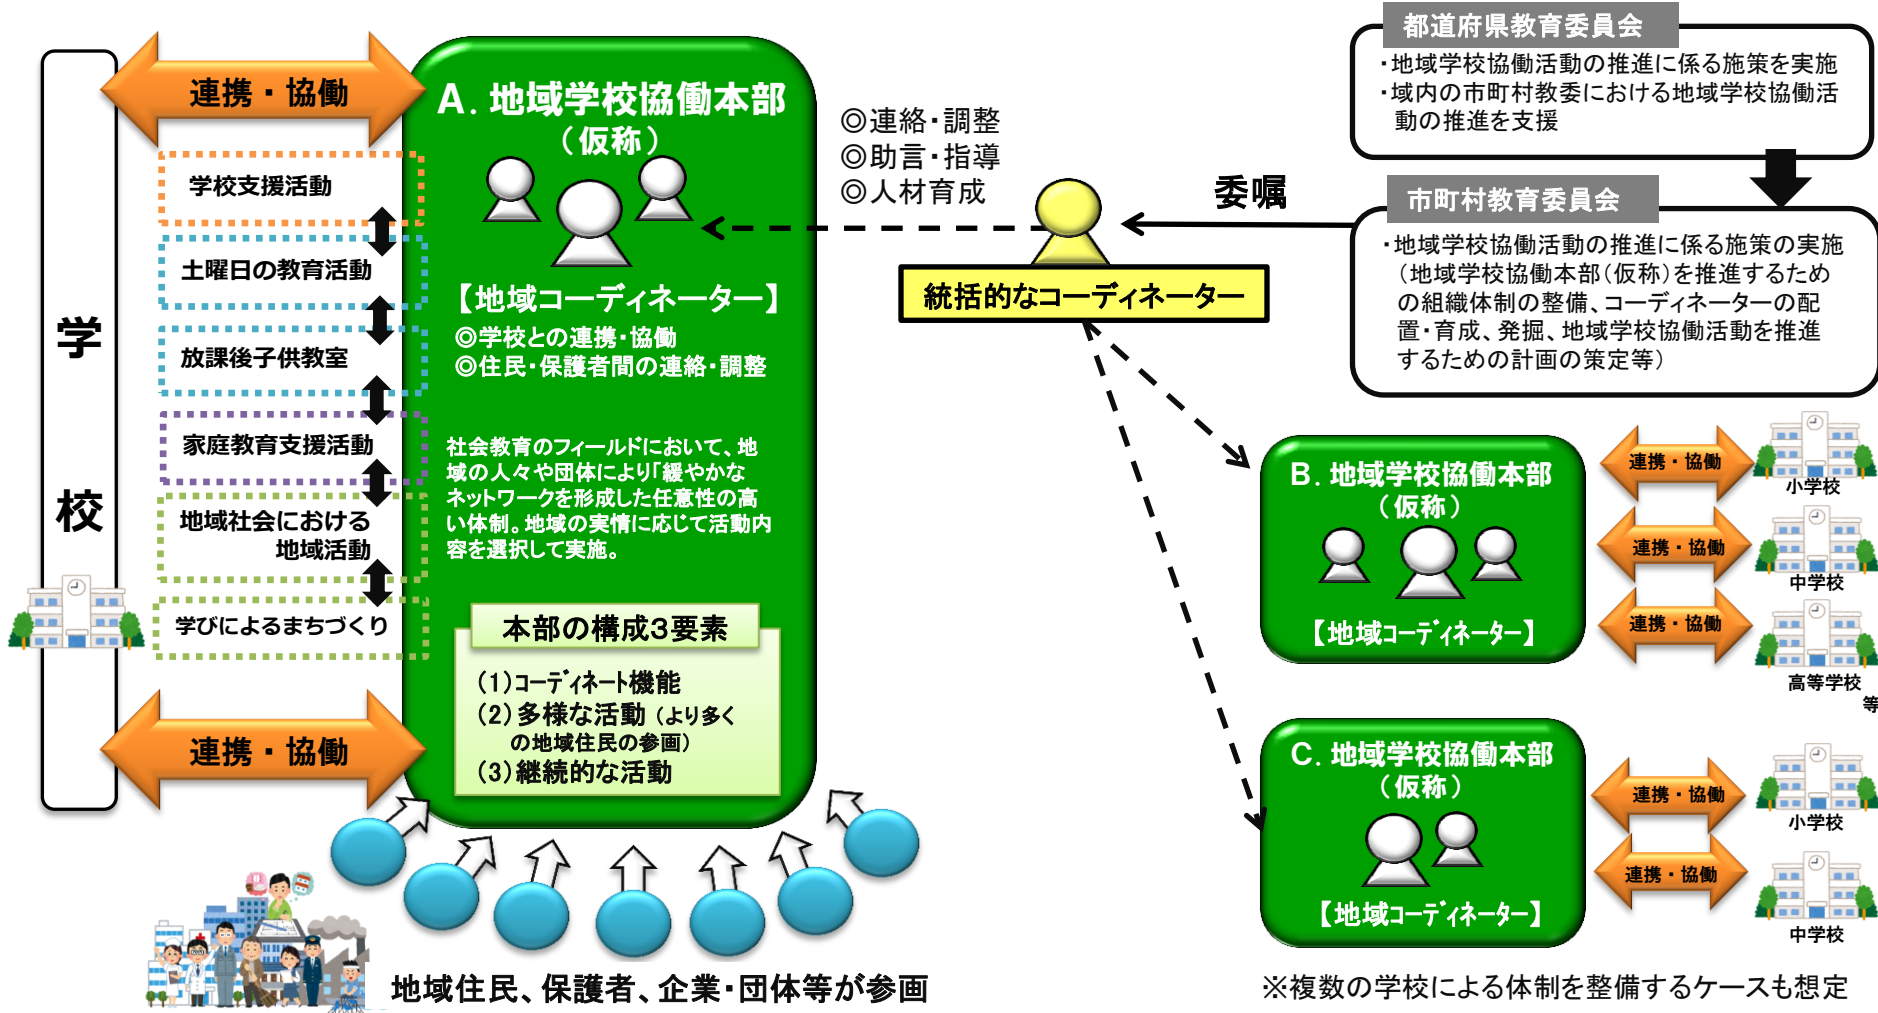 学
校
連携・協働
学校支援活動
土曜日の教育活動
放課後子供教室
家庭教育支援活動
地域社会における
地域活動
学びによるまちづくり
連携・協働
A. 地域学校協働本部
（仮称）
【地域コーディネーター】
◎学校との連携・協働
◎住民・保護者間の連絡・調整
社会教育のフィールドにおいて、地
域の人々や団体により「緩やかな
ネットワークを形成した任意性の高
い体制。地域の実情に応じて活動内
容を選択して実施。
本部の構成３要素
（１）コーディネート機能
（２）多様な活動（より多く
の地域住民の参画）
（３）継続的な活動
地域住民、保護者、企業・団体等が参画
◎連絡・調整
◎助言・指導
◎人材育成
統括的なコーディネーター
委嘱
都道府県教育委員会
・地域学校協働活動の推進に係る施策を実施
・域内の市町村教委における地域学校協働活
動の推進を支援
市町村教育委員会
・地域学校協働活動の推進に係る施策の実施
（地域学校協働本部（仮称）を推進するため
の組織体制の整備、コーディネーターの配
置・育成、発掘、地域学校協働活動を推進
するための計画の策定等）
B. 地域学校協働本部
（仮称）
【地域コーディネーター】
連携・協働
小学校
連携・協働
中学校
連携・協働
高等学校
等
C. 地域学校協働本部
（仮称）
【地域コーディネーター】
連携・協働
小学校
連携・協働
中学校
※複数の学校による体制を整備するケースも想定